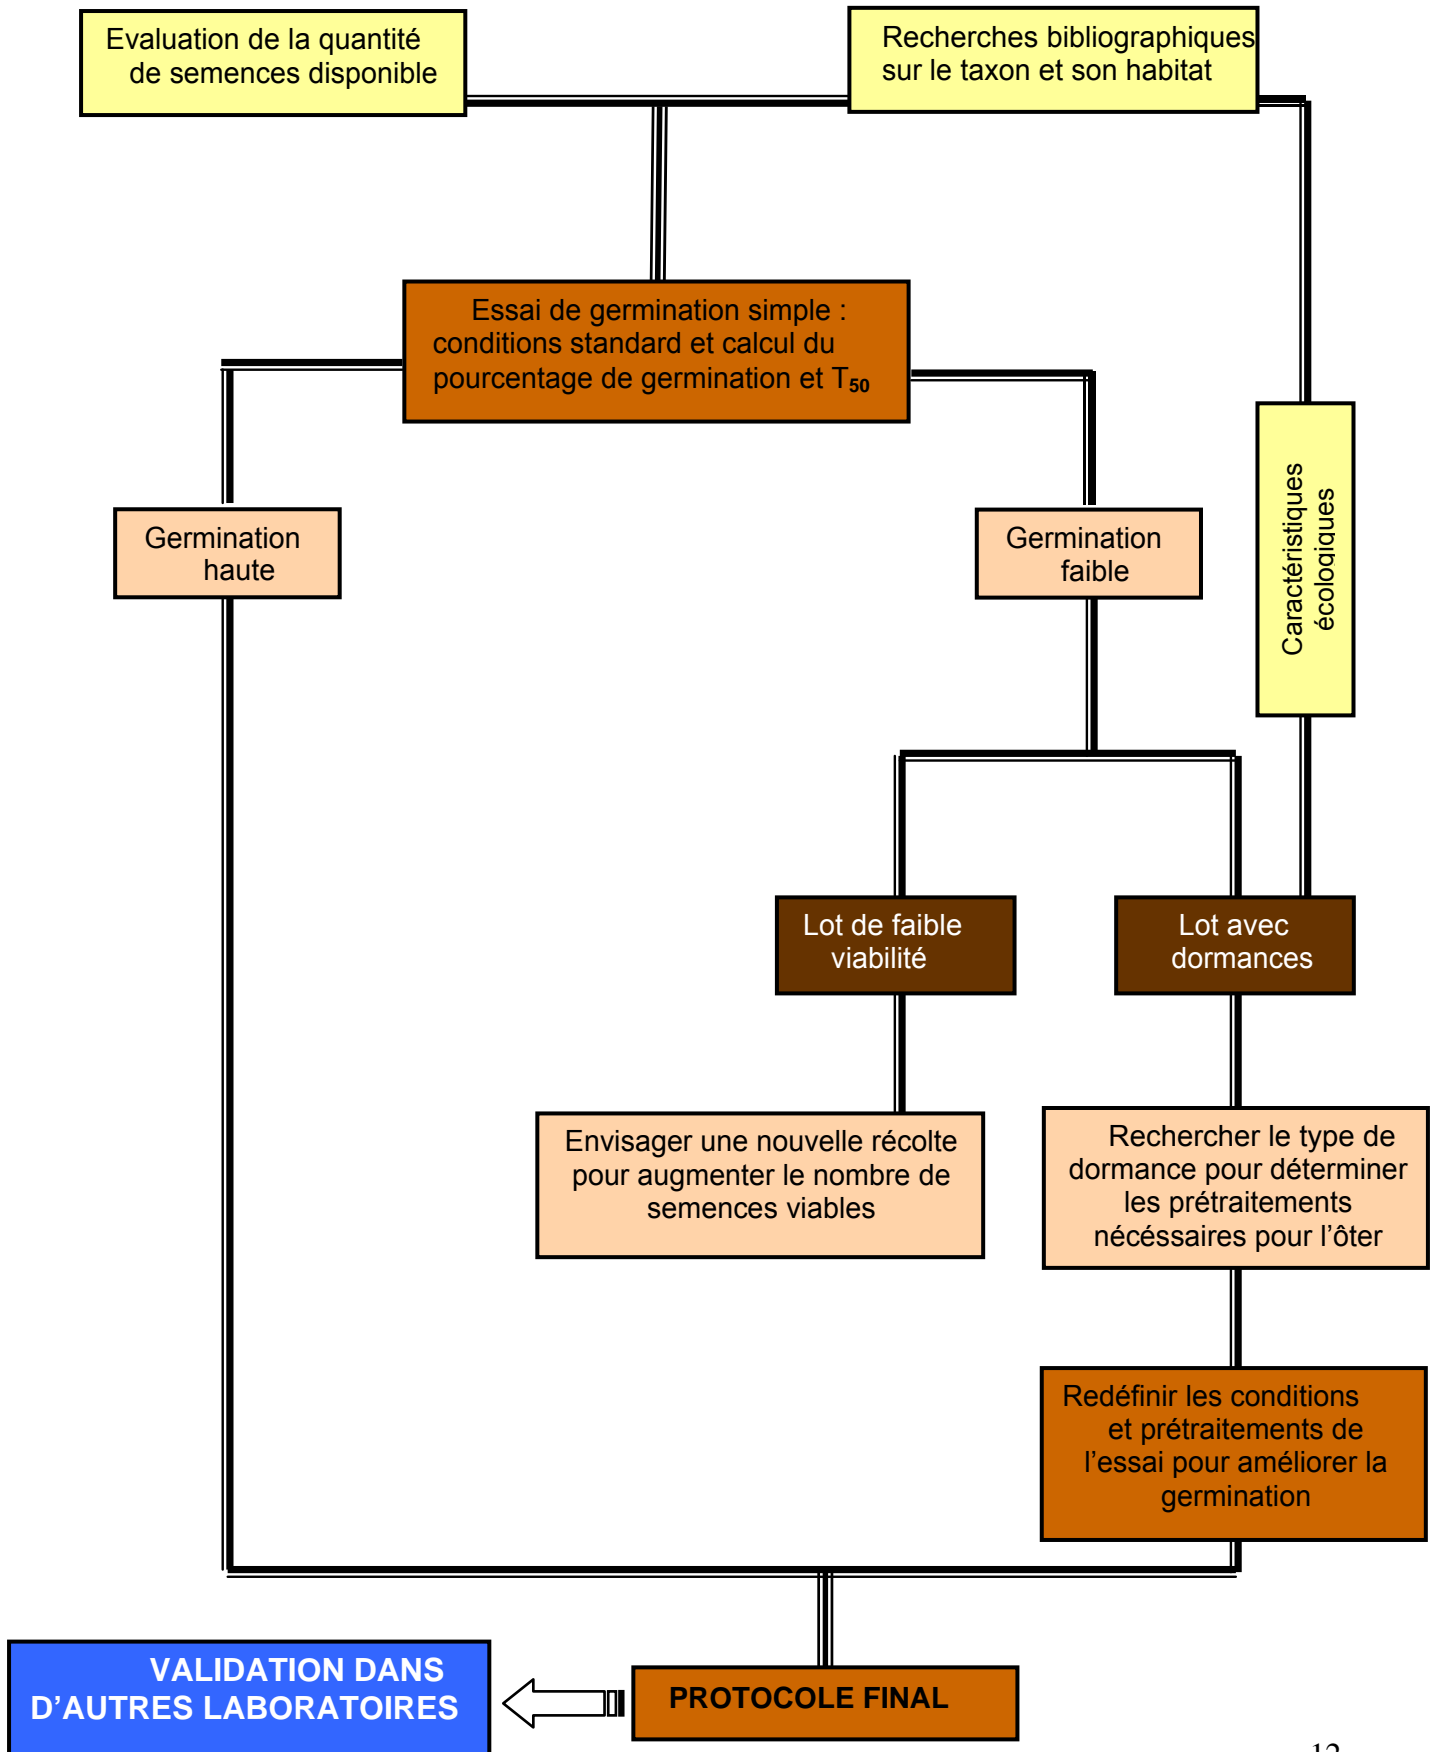 Evaluation de la quantité
de semences disponible
Recherches bibliographiques
sur le taxon et son habitat
Essai de germination simple :
conditions standard et calcul du
pourcentage de germination et T50
Germination
haute
Germination
faible
Caractéristiques
écologiques
Lot de faible
viabilité
Lot avec
dormances
Envisager une nouvelle récolte
pour augmenter le nombre de
semences viables
Rechercher le type de
dormance pour déterminer
les prétraitements
nécéssaires pour l’ôter
Redéfinir les conditions
et prétraitements de
l’essai pour améliorer la
germination
VALIDATION DANS
D’AUTRES LABORATOIRES
PROTOCOLE FINAL
12